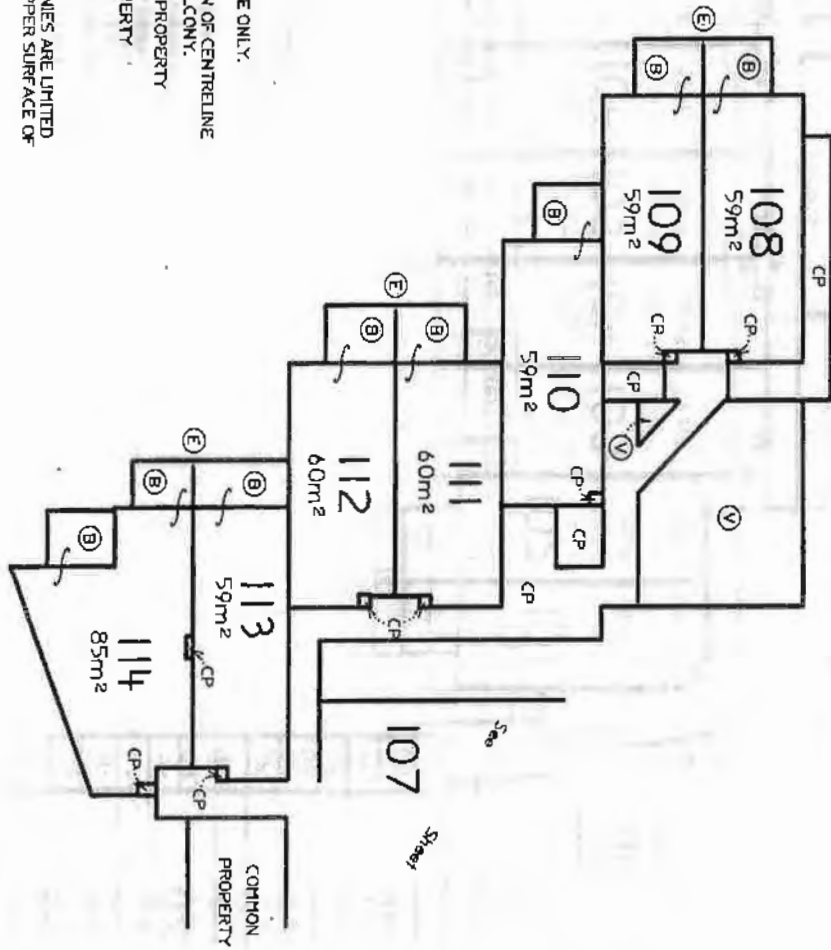 CP
108
59m²
B
B
E
109
59m²
CP
CP
CP
V
V
110
59m²
B
CP
CP
CP
111
60m²
B
B
E
112
60m²
CP
See
107
Sheet
113
59m²
B
B
E
CP
CP
CP
114
85m²
B
COMMON
PROPERTY
E ONLY.
N OF CENTRELINE
LCONY.
PROPERTY
PERTY
NIES ARE LIMITED
PPER SURFACE OF